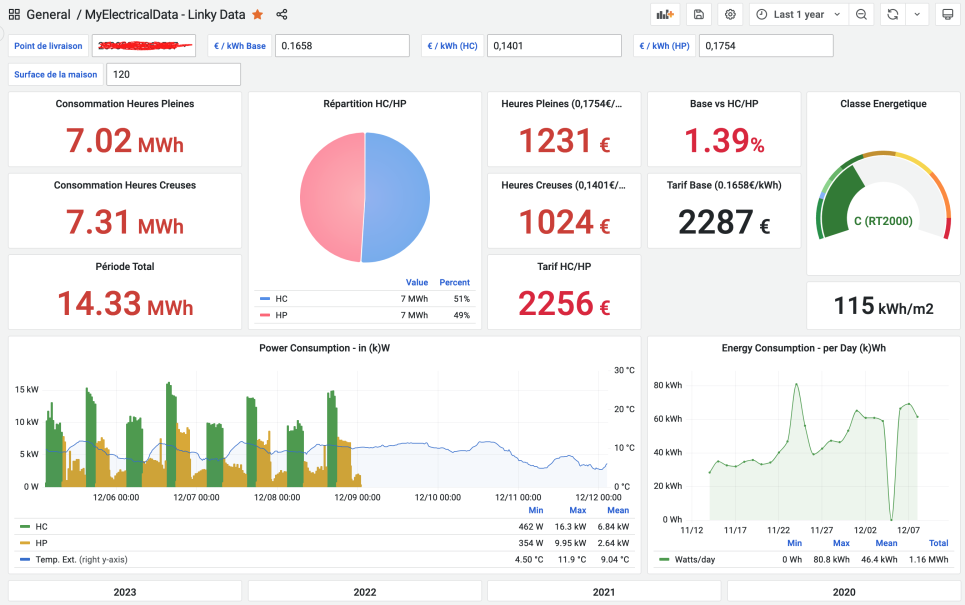 General / MyElectricalData - Linky Data
Last 1 year
Point de livraison
€ / kWh Base 0.1658
€ / kWh (HC) 0,1401
€ / kWh (HP) 0,1754
Surface de la maison 120
Consommation Heures Pleines
7.02 MWh
Consommation Heures Creuses
7.31 MWh
Période Total
14.33 MWh
Répartition HC/HP
Value Percent
HC 7 MWh 51%
HP 7 MWh 49%
Heures Pleines (0,1754€/...
1231 €
Heures Creuses (0,1401€/...
1024 €
Tarif HC/HP
2256 €
Base vs HC/HP
1.39%
Tarif Base (0.1658€/kWh)
2287 €
Classe Energetique
C (RT2000)
115 kWh/m2
Power Consumption - in (k)W
15 kW
10 kW
5 kW
0 W
30 °C
20 °C
10 °C
0 °C
12/06 00:00 12/07 00:00 12/08 00:00 12/09 00:00 12/10 00:00 12/11 00:00 12/12 00:00
Min Max Mean
HC 462 W 16.3 kW 6.84 kW
HP 354 W 9.95 kW 2.64 kW
Temp. Ext. (right y-axis) 4.50 °C 11.9 °C 9.04 °C
Energy Consumption - per Day (k)Wh
80 kWh
60 kWh
40 kWh
20 kWh
0 Wh
11/12 11/17 11/22 11/27 12/02 12/07
Min Max Mean Total
Watts/day 0 Wh 80.8 kWh 46.4 kWh 1.16 MWh
2023 2022 2021 2020